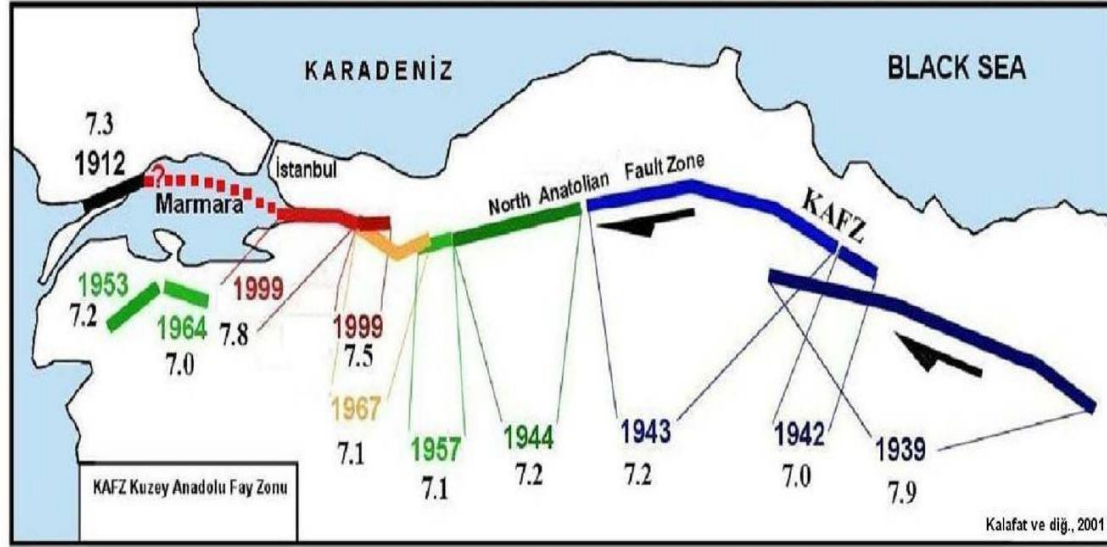 KARADENİZ
BLACK SEA
7.3
1912
?
İstanbul
Marmara
North Anatolian Fault Zone
KAFZ
1953
7.2
1964
7.0
1999
7.8
1999
7.5
1967
7.1
1957
7.1
1944
7.2
1943
7.2
1942
7.0
1939
7.9
KAFZ Kuzey Anadolu Fay Zonu
Kalafat ve diğ., 2001